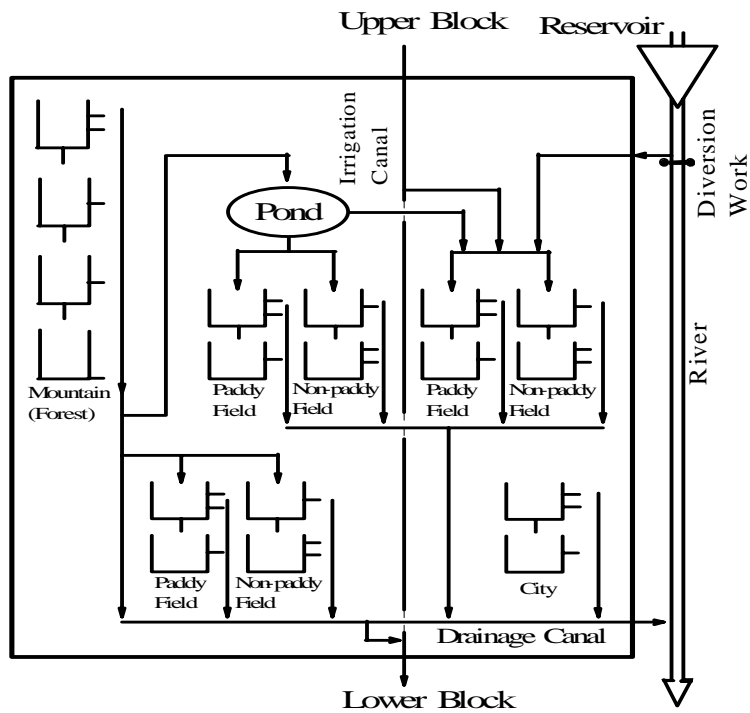 Upper Block
Reservoir
Irrigation
Canal
Diversion
Work
Pond
River
Mountain
(Forest)
Paddy
Field
Non-paddy
Field
Paddy
Field
Non-paddy
Field
Paddy
Field
Non-paddy
Field
City
Drainage Canal
Lower Block